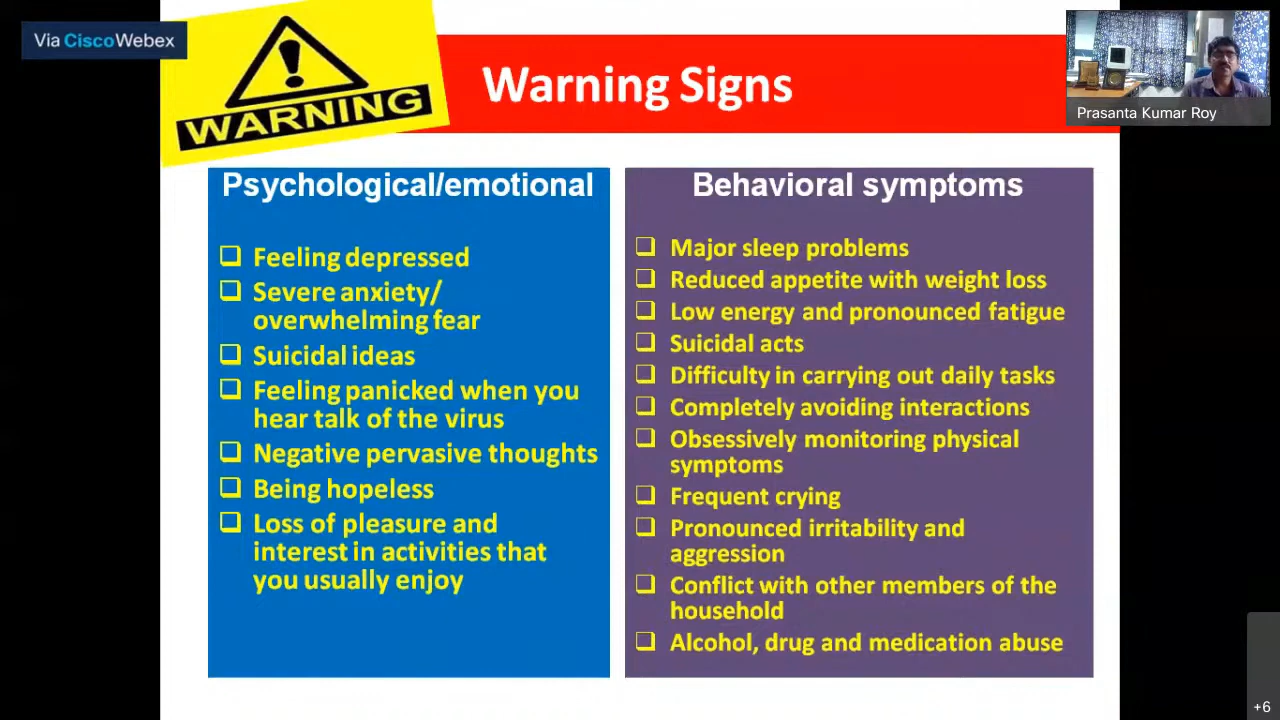 Via CiscoWebex
WARNING
Warning Signs
Prasanta Kumar Roy
Psychological/emotional
❑ Feeling depressed
❑ Severe anxiety/
overwhelming fear
❑ Suicidal ideas
❑ Feeling panicked when you
hear talk of the virus
❑ Negative pervasive thoughts
❑ Being hopeless
❑ Loss of pleasure and
interest in activities that
you usually enjoy
Behavioral symptoms
❑ Major sleep problems
❑ Reduced appetite with weight loss
❑ Low energy and pronounced fatigue
❑ Suicidal acts
❑ Difficulty in carrying out daily tasks
❑ Completely avoiding interactions
❑ Obsessively monitoring physical
symptoms
❑ Frequent crying
❑ Pronounced irritability and
aggression
❑ Conflict with other members of the
household
❑ Alcohol, drug and medication abuse
+6